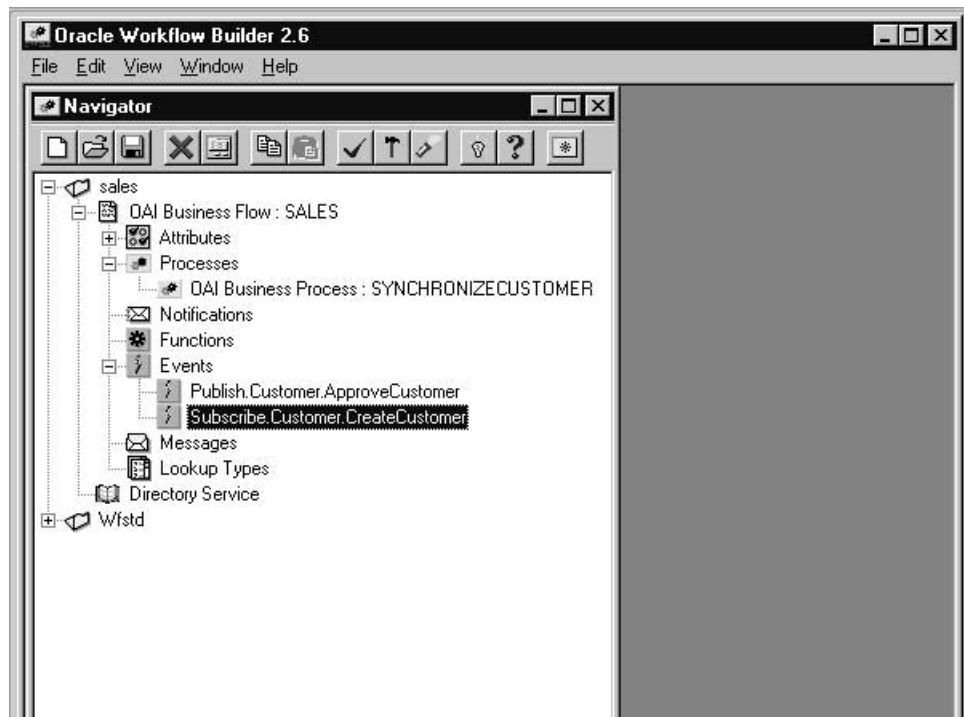 Oracle Workflow Builder 2.6
File Edit View Window Help
Navigator
sales
OAI Business Flow : SALES
Attributes
Processes
OAI Business Process : SYNCHRONIZECUSTOMER
Notifications
Functions
Events
Publish.Customer.ApproveCustomer
Subscribe.Customer.CreateCustomer
Messages
Lookup Types
Directory Service
Wfstd